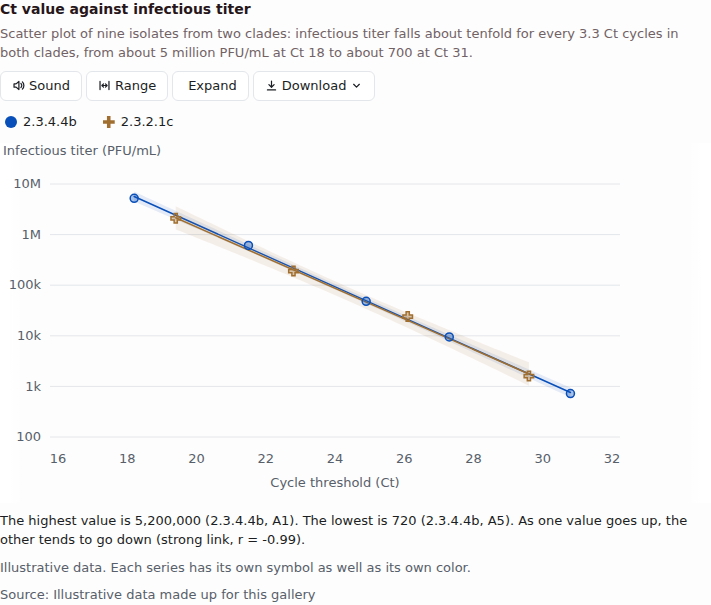 Ct value against infectious titer
Scatter plot of nine isolates from two clades: infectious titer falls about tenfold for every 3.3 Ct cycles in
both clades, from about 5 million PFU/mL at Ct 18 to about 700 at Ct 31.
Sound Range Expand Download
2.3.4.4b 2.3.2.1c
Infectious titer (PFU/mL)
10M
1M
100k
10k
1k
100
16 18 20 22 24 26 28 30 32
Cycle threshold (Ct)
The highest value is 5,200,000 (2.3.4.4b, A1). The lowest is 720 (2.3.4.4b, A5). As one value goes up, the
other tends to go down (strong link, r = -0.99).
Illustrative data. Each series has its own symbol as well as its own color.
Source: Illustrative data made up for this gallery